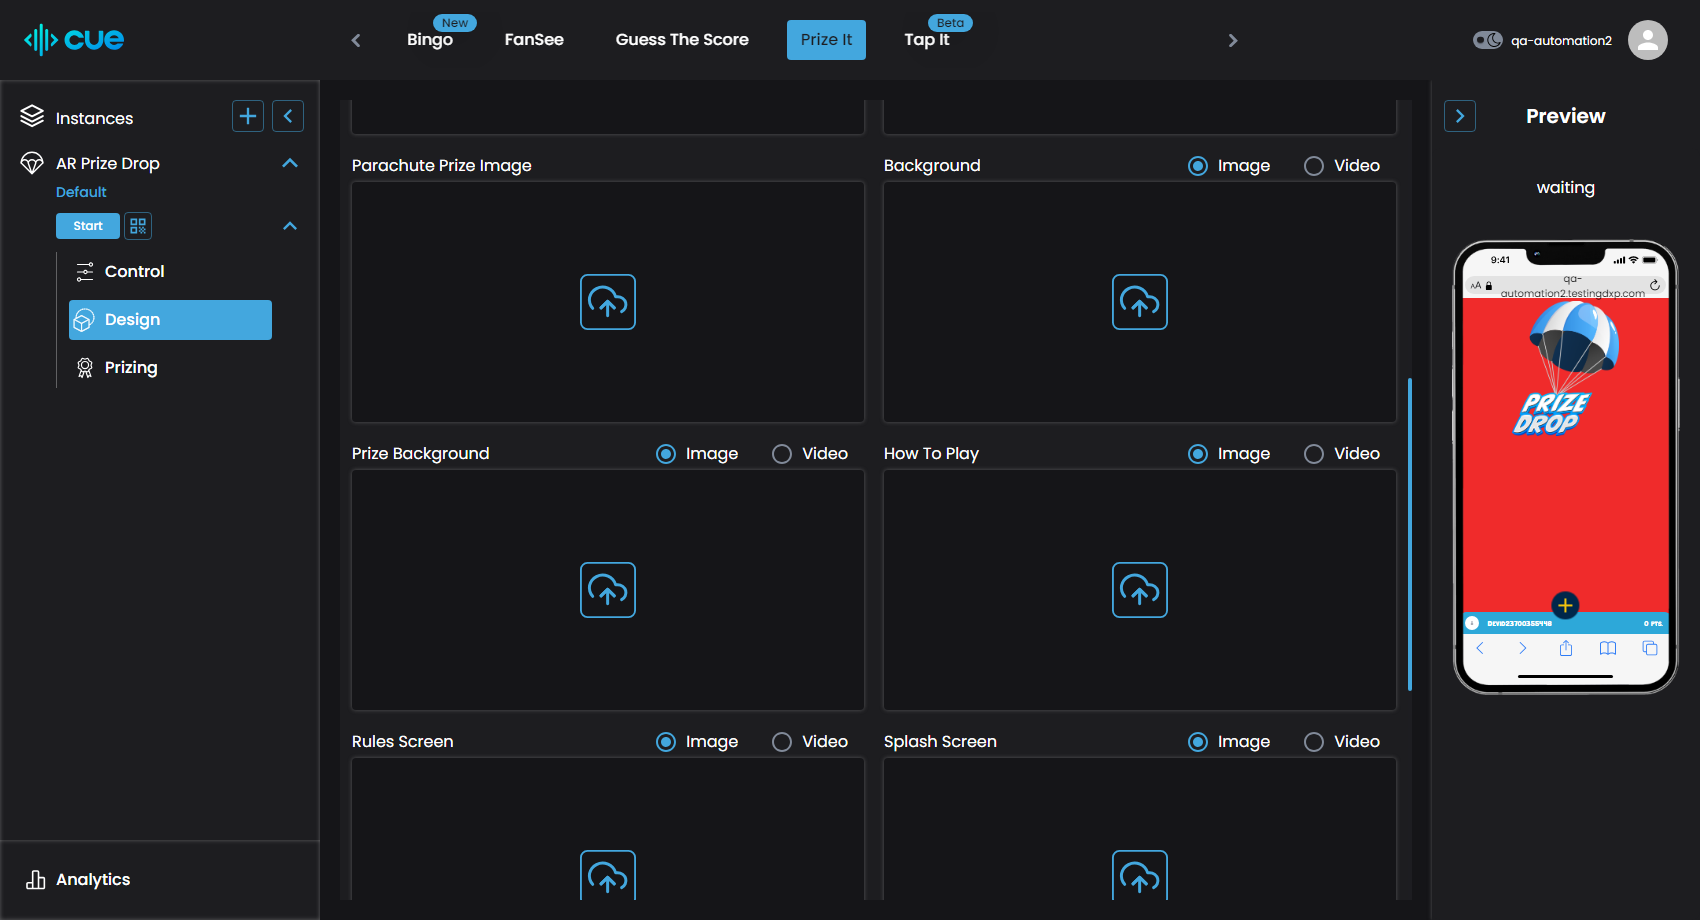 cue
Bingo
New
FanSee
Guess The Score
Prize It
Tap It
Beta
qa-automation2
Instances
AR Prize Drop
Default
Start
Control
Design
Prizing
Analytics
Parachute Prize Image
Background
Image
Video
Prize Background
Image
Video
How To Play
Image
Video
Rules Screen
Image
Video
Splash Screen
Image
Video
Preview
waiting
9:41
AA
qa-
automation2.testingdxp.com
PRIZE
DROP
0 PTS.